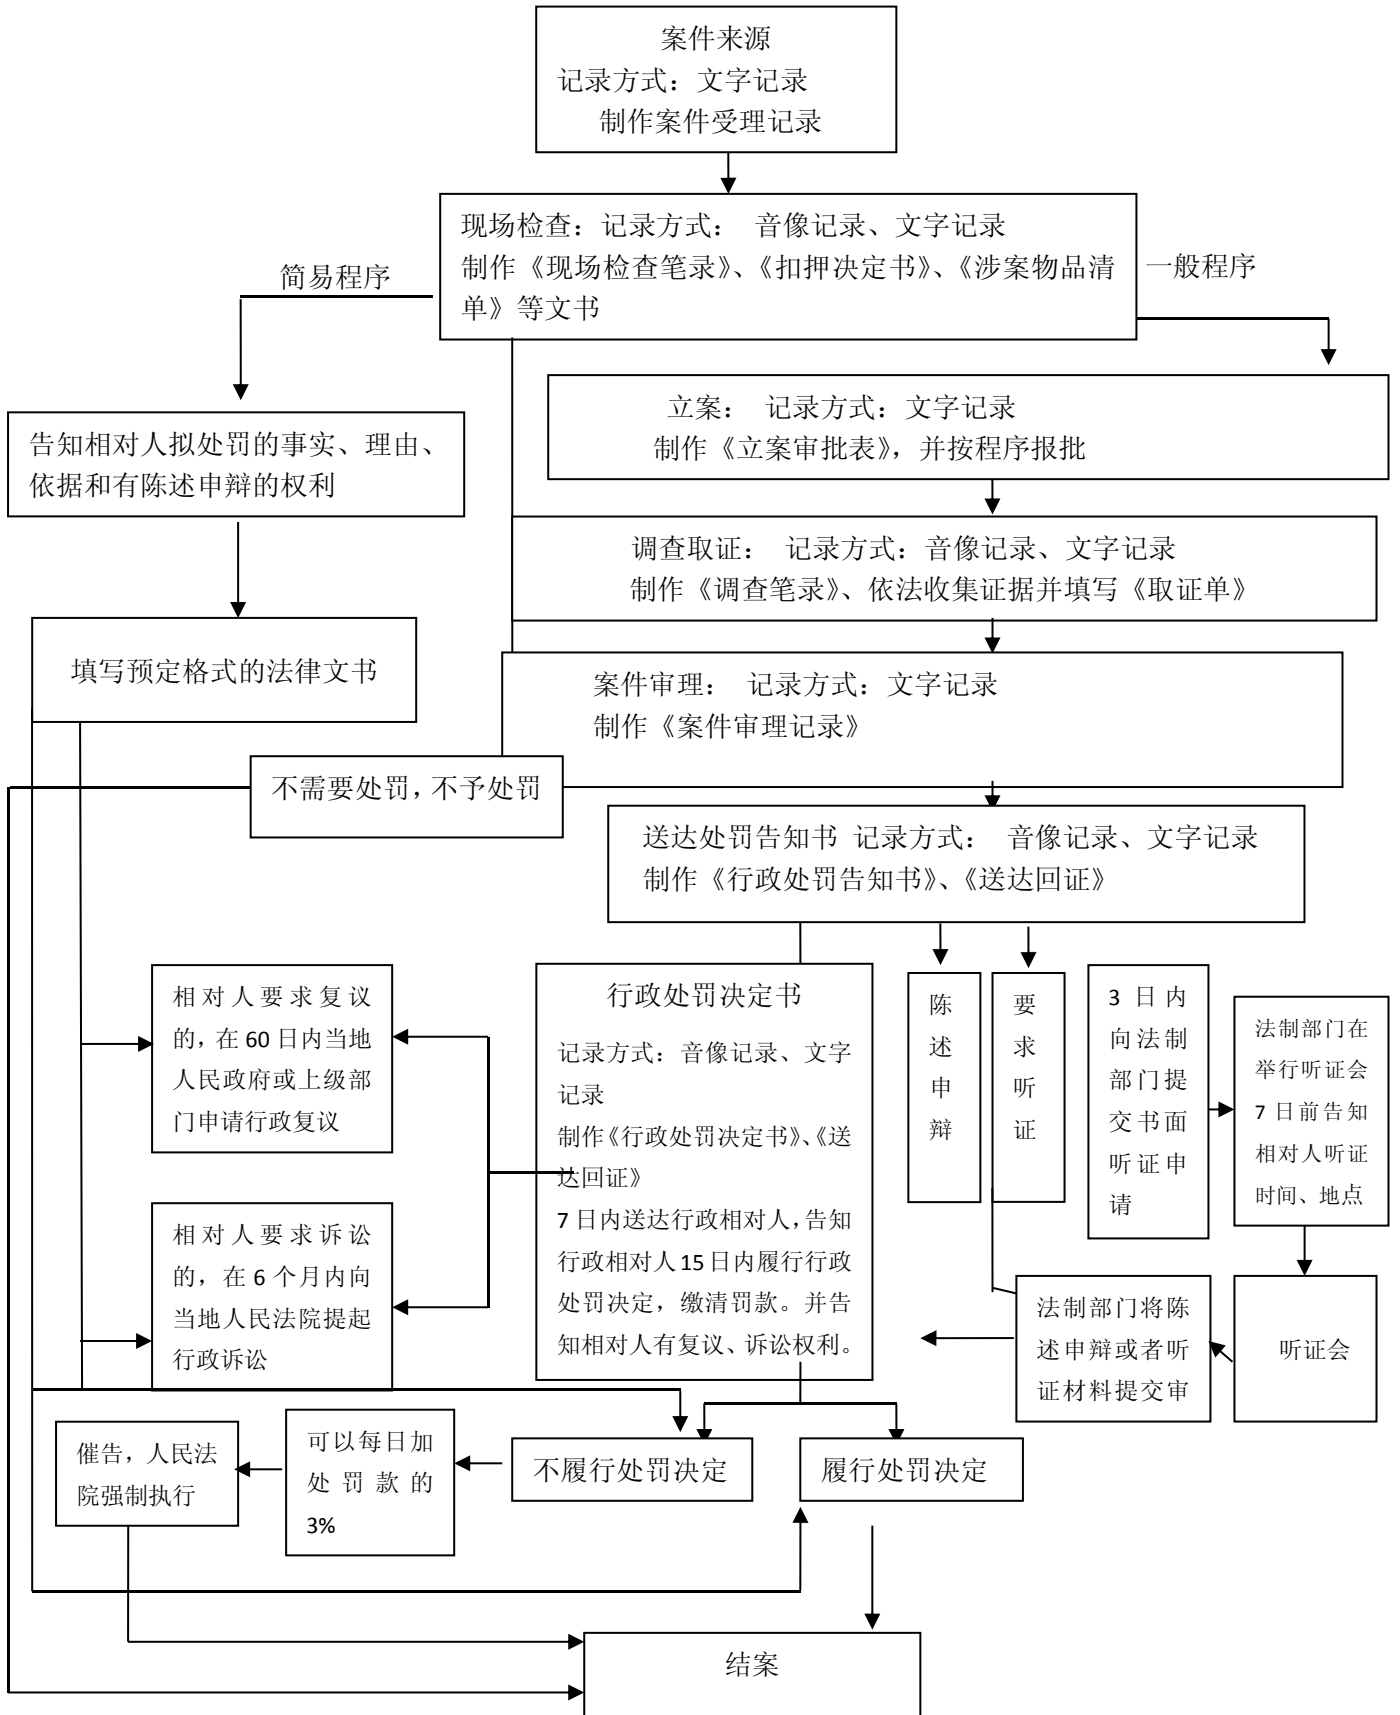 案件来源
记录方式：文字记录
制作案件受理记录
现场检查：记录方式： 音像记录、文字记录
制作《现场检查笔录》、《扣押决定书》、《涉案物品清
单》等文书
简易程序
一般程序
立案： 记录方式：文字记录
制作《立案审批表》，并按程序报批
告知相对人拟处罚的事实、理由、
依据和有陈述申辩的权利
调查取证： 记录方式：音像记录、文字记录
制作《调查笔录》、依法收集证据并填写《取证单》
填写预定格式的法律文书
案件审理： 记录方式：文字记录
制作《案件审理记录》
不需要处罚，不予处罚
送达处罚告知书 记录方式： 音像记录、文字记录
制作《行政处罚告知书》、《送达回证》
相对人要求复议
的，在 60 日内当地
人民政府或上级部
门申请行政复议
相对人要求诉讼
的，在 6 个月内向
当地人民法院提起
行政诉讼
行政处罚决定书
记录方式：音像记录、文字
记录
制作《行政处罚决定书》、《送
达回证》
7 日内送达行政相对人，告知
行政相对人 15 日内履行行政
处罚决定，缴清罚款。并告
知相对人有复议、诉讼权利。
陈
述
申
辩
要
求
听
证
3 日内
向法制
部门提
交书面
听证申
请
法制部门在
举行听证会
7 日前告知
相对人听证
时间、地点
听证会
法制部门将陈
述申辩或者听
证材料提交审
催告，人民法
院强制执行
可以每日加
处罚款的
3%
不履行处罚决定
履行处罚决定
结案